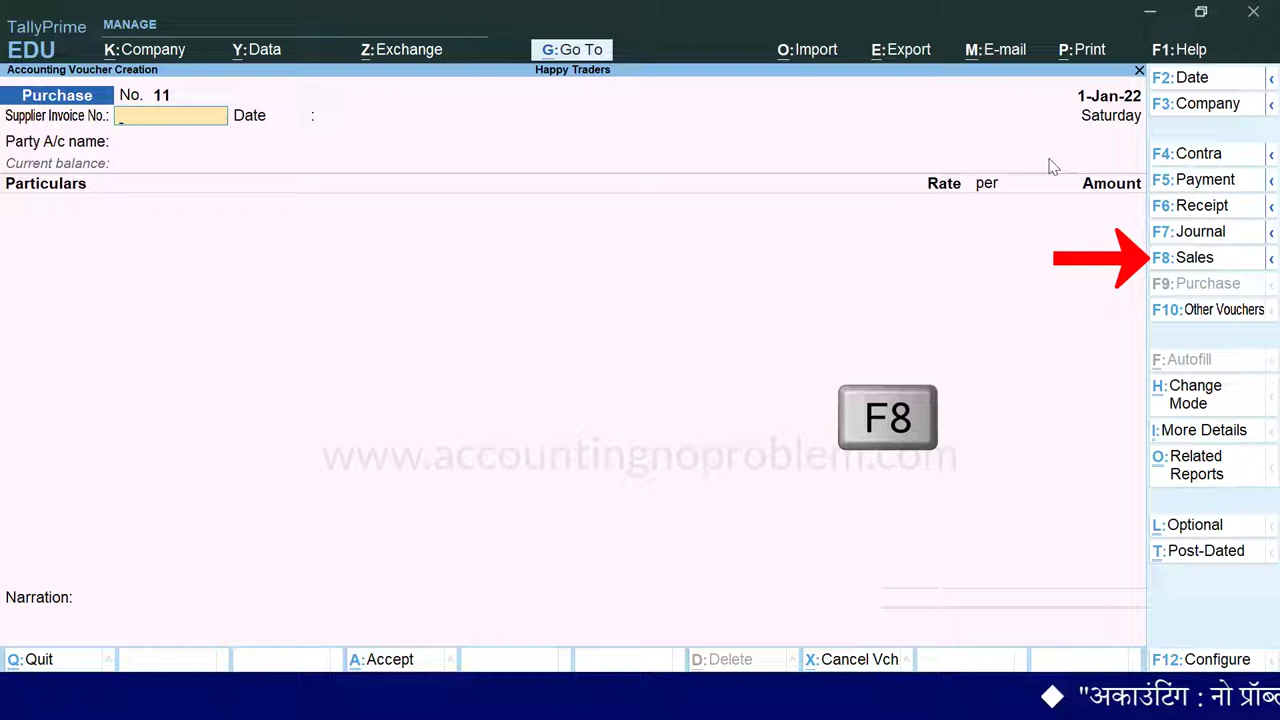 TallyPrime
EDU
MANAGE
K:Company Y:Data Z:Exchange G:Go To O:Import E:Export M:E-mail P:Print F1:Help
Accounting Voucher Creation Happy Traders
Purchase No. 11 1-Jan-22
Supplier Invoice No.: Date : Saturday
Party A/c name:
Current balance:
Particulars Rate per Amount
F2:Date
F3:Company
F4:Contra
F5:Payment
F6:Receipt
F7:Journal
F8:Sales
F9:Purchase
F10:Other Vouchers
F:Autofill
H:Change
Mode
I:More Details
O:Related
Reports
L:Optional
T:Post-Dated
F8
www.accountingnoproblem.com
Narration:
Q:Quit A:Accept D:Delete X:Cancel Vch F12:Configure
"अकाउंटिंग : नो प्रॉब्ल